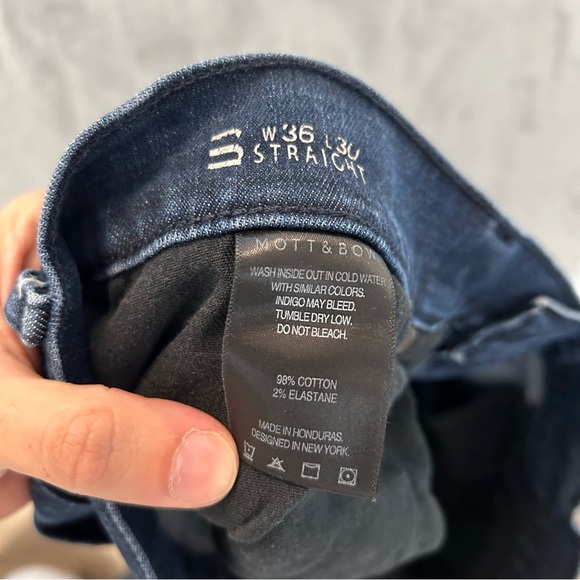 W36 L30
STRAIGHT
MOTT & BOW
WASH INSIDE OUT IN COLD WATER
WITH SIMILAR COLORS.
INDIGO MAY BLEED.
TUMBLE DRY LOW.
DO NOT BLEACH.
98% COTTON
2% ELASTANE
MADE IN HONDURAS.
DESIGNED IN NEW YORK.